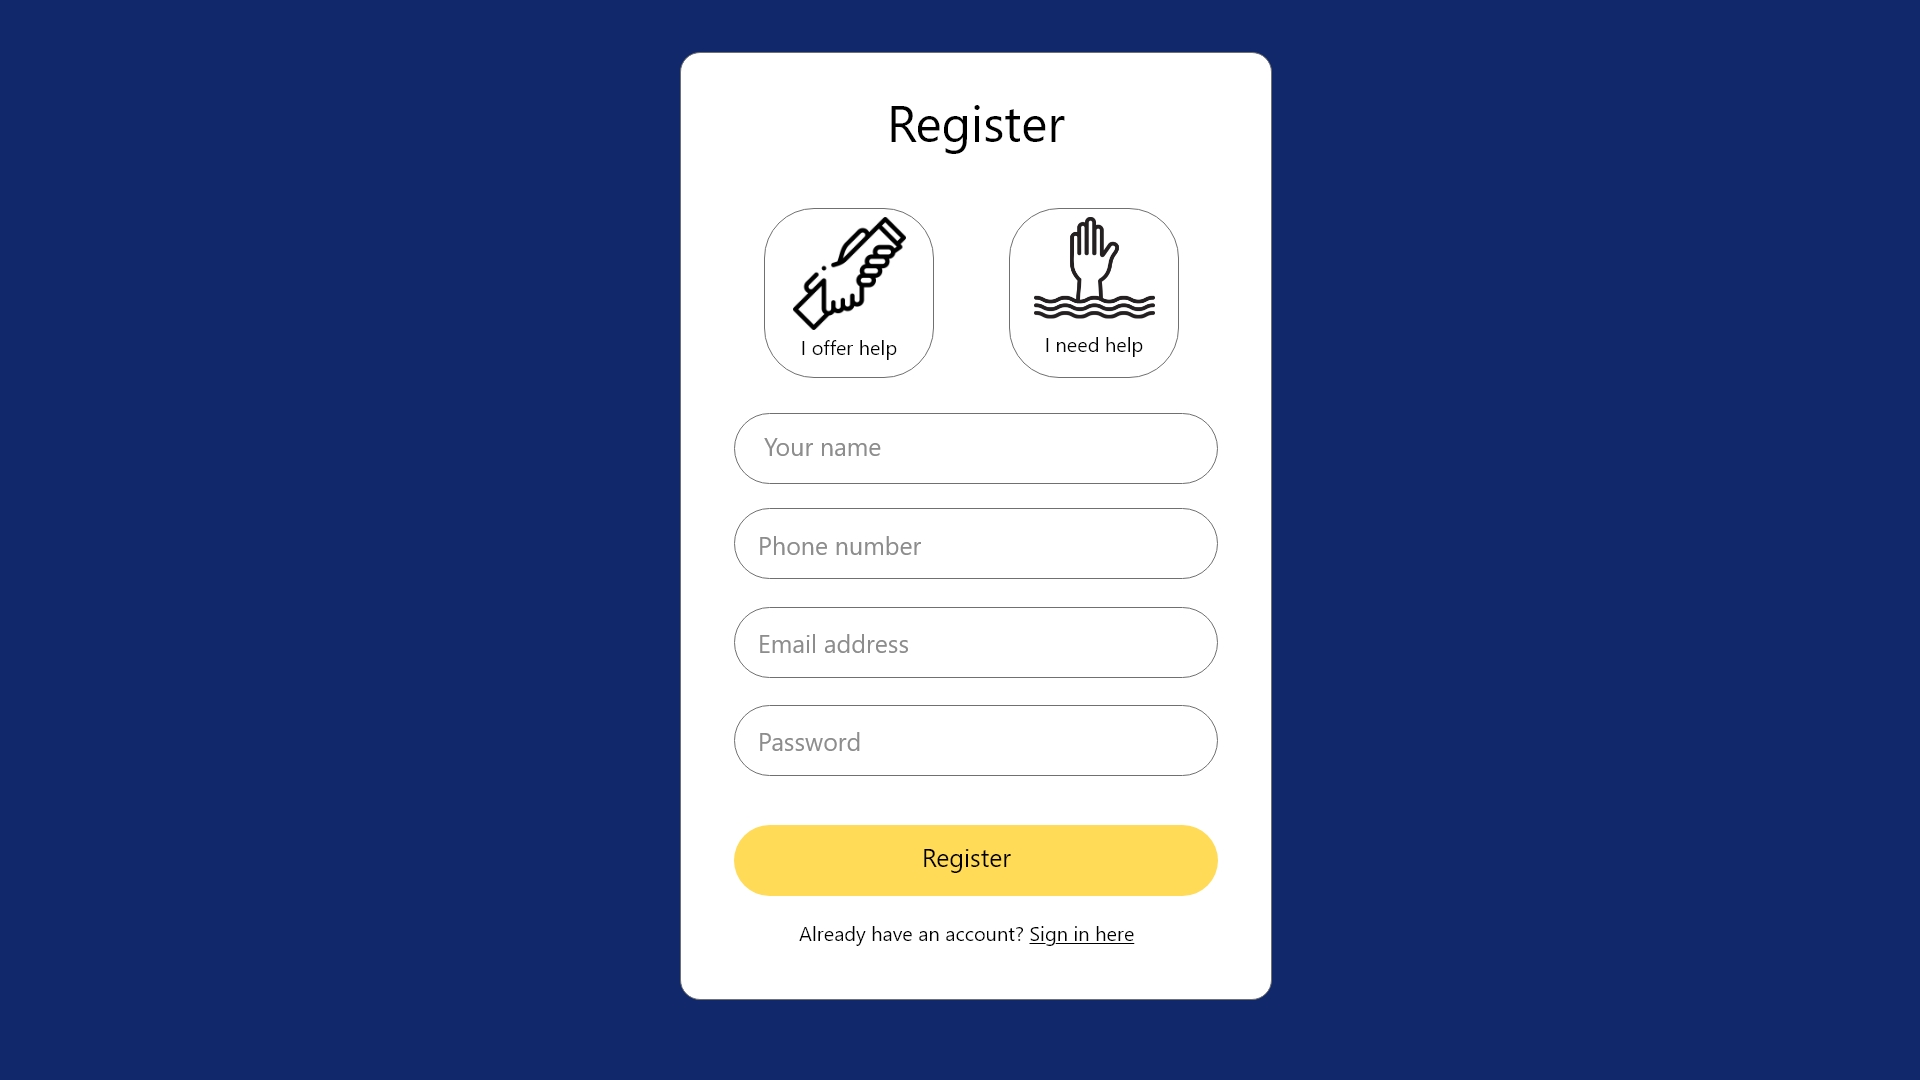 Register
I offer help
I need help
Your name
Phone number
Email address
Password
Register
Already have an account? Sign in here